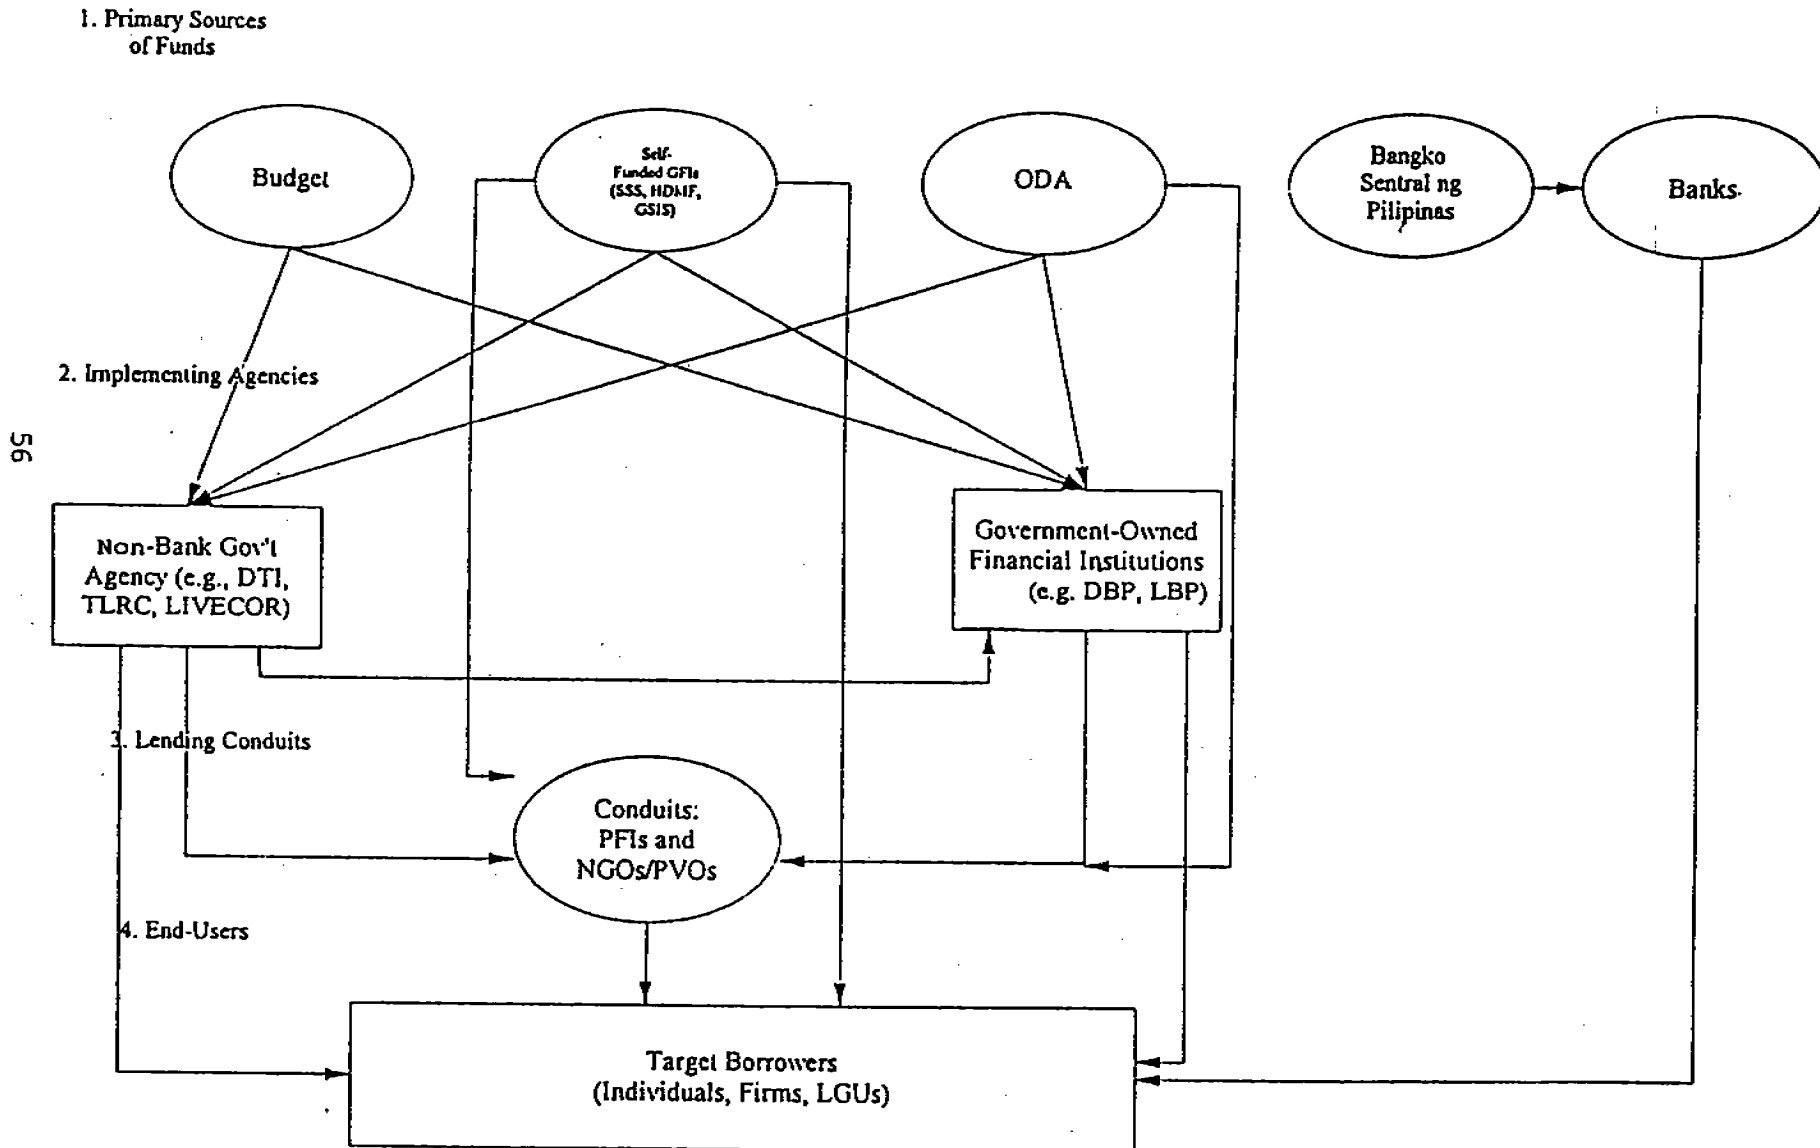 1. Primary Sources
of Funds
Budget
Self-
Funded GFIs
(SSS, HDMF,
GSIS)
ODA
Bangko
Sentral ng
Pilipinas
Banks
2. Implementing Agencies
56
Non-Bank Gov't
Agency (e.g., DTI,
TLRC, LIVECOR)
Government-Owned
Financial Institutions
(e.g. DBP, LBP)
3. Lending Conduits
Conduits:
PFIs and
NGOs/PVOs
4. End-Users
Target Borrowers
(Individuals, Firms, LGUs)